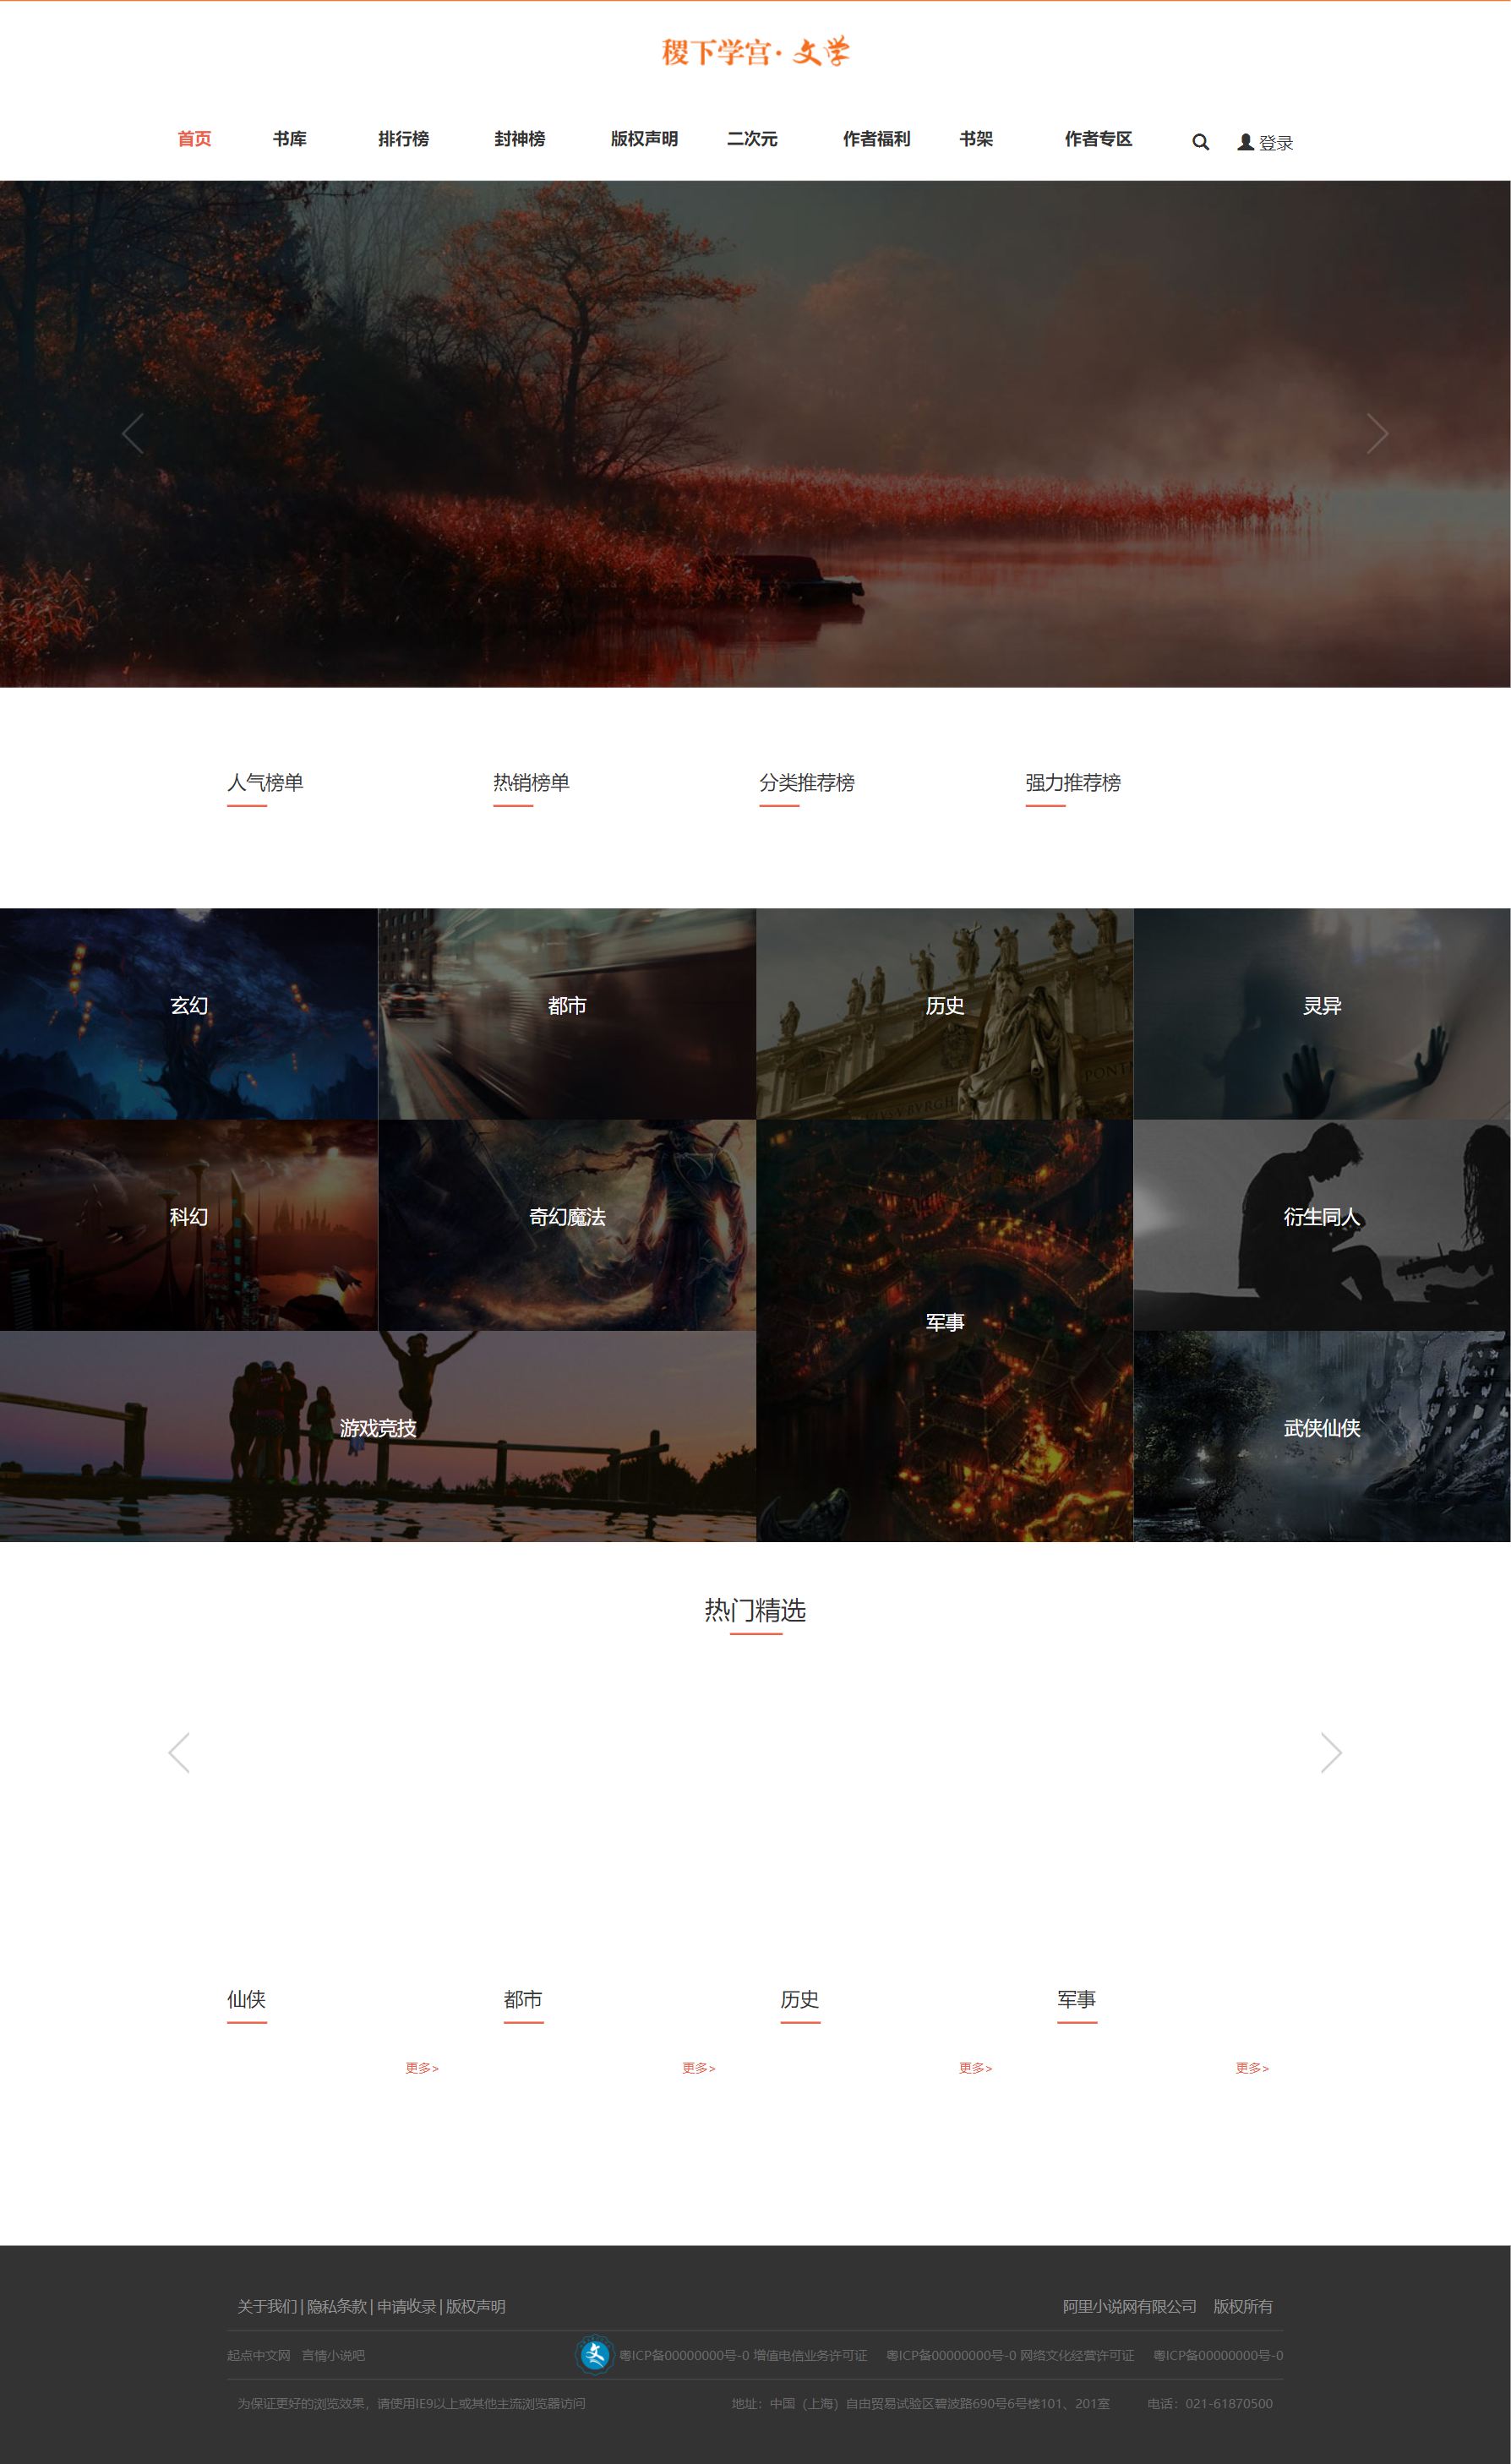 稷下学宫·文学
首页 书库 排行榜 封神榜 版权声明 二次元 作者福利 书架 作者专区 登录
人气榜单 热销榜单 分类推荐榜 强力推荐榜
玄幻 都市 历史 灵异
PONT
BVRGH
科幻 奇幻魔法 衍生同人
军事
游戏竞技 武侠仙侠
热门精选
仙侠 都市 历史 军事
更多> 更多> 更多> 更多>
关于我们 | 隐私条款 | 申请收录 | 版权声明 阿里小说网有限公司 版权所有
起点中文网 言情小说吧 文 粤ICP备00000000号-0 增值电信业务许可证 粤ICP备00000000号-0 网络文化经营许可证 粤ICP备00000000号-0
为保证更好的浏览效果，请使用IE9以上或其他主流浏览器访问 地址：中国（上海）自由贸易试验区碧波路690号6号楼101、201室 电话：021-61870500